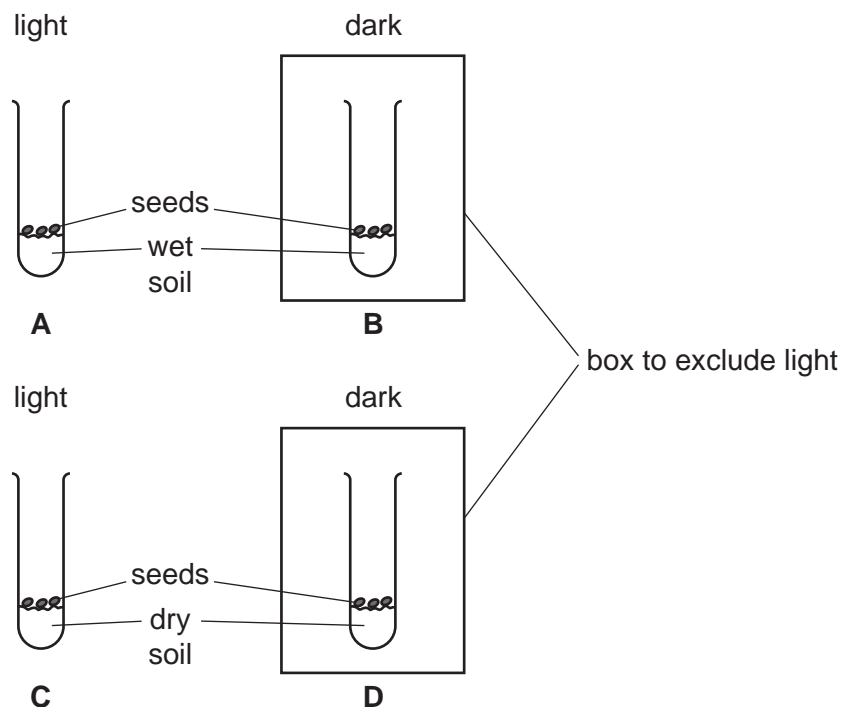 light dark
seeds
wet
soil
A B
box to exclude light
light dark
seeds
dry
soil
C D